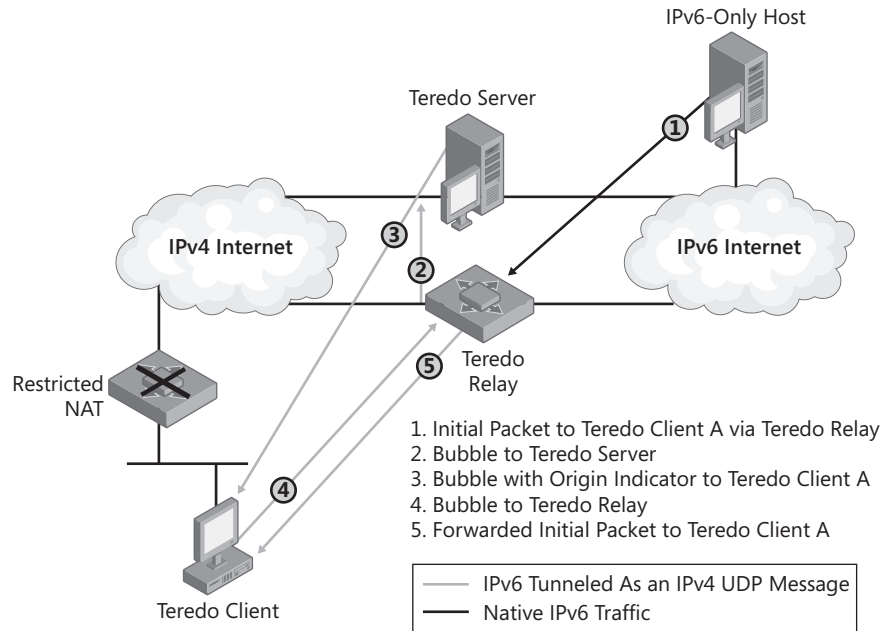 IPv6-Only Host
Teredo Server
1
IPv4 Internet
3
2
IPv6 Internet
Restricted
NAT
5
Teredo
Relay
4
1. Initial Packet to Teredo Client A via Teredo Relay
2. Bubble to Teredo Server
3. Bubble with Origin Indicator to Teredo Client A
4. Bubble to Teredo Relay
5. Forwarded Initial Packet to Teredo Client A
Teredo Client
IPv6 Tunneled As an IPv4 UDP Message
Native IPv6 Traffic